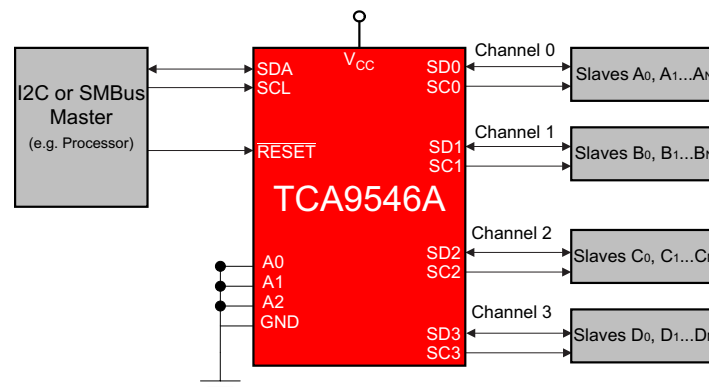 I2C or SMBus
Master
(e.g. Processor)
SDA
SCL
RESET
VCC
TCA9546A
A0
A1
A2
GND
SD0
SC0
SD1
SC1
SD2
SC2
SD3
SC3
Channel 0
Channel 1
Channel 2
Channel 3
Slaves A0, A1...A
Slaves B0, B1...B
Slaves C0, C1...C
Slaves D0, D1...D